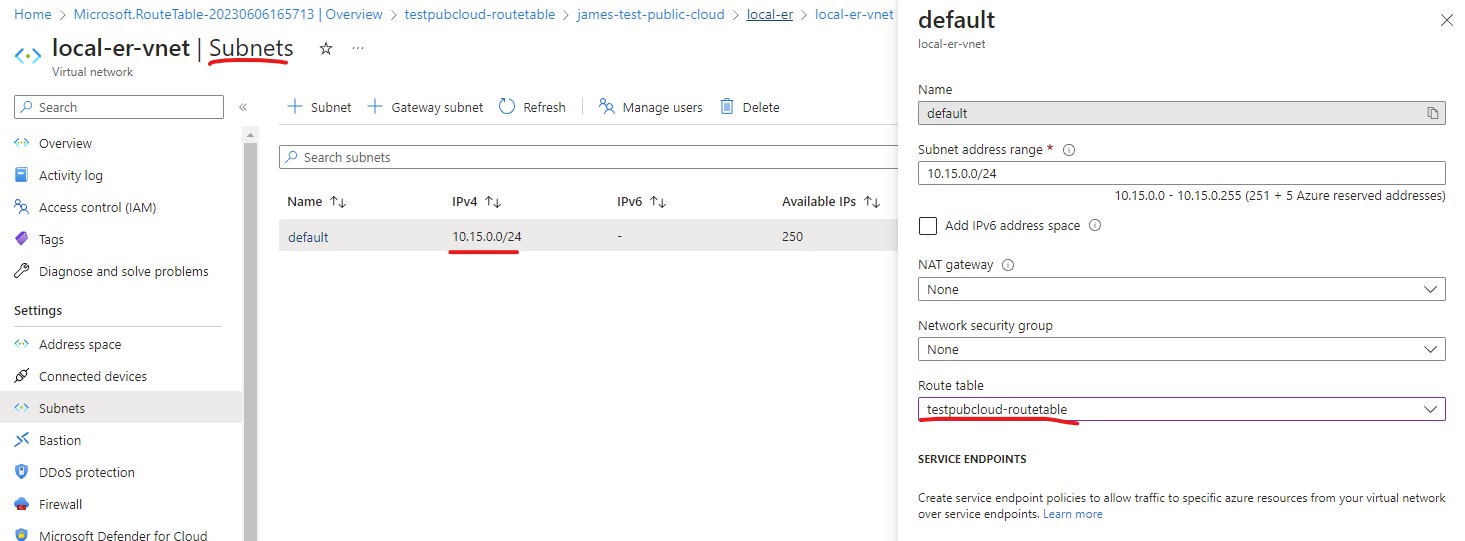 Home > Microsoft.RouteTable-20230606165713 | Overview > testpubcloud-routetable > james-test-public-cloud > local-er > local-er-vnet
local-er-vnet | Subnets
Virtual network
Search
Overview
Activity log
Access control (IAM)
Tags
Diagnose and solve problems
Settings
Address space
Connected devices
Subnets
Bastion
DDoS protection
Firewall
Microsoft Defender for Cloud
+ Subnet + Gateway subnet Refresh Manage users Delete
Search subnets
Name IPv4 IPv6 Available IPs
default 10.15.0.0/24 - 250
default
local-er-vnet
Name
default
Subnet address range *
10.15.0.0/24
10.15.0.0 - 10.15.0.255 (251 + 5 Azure reserved addresses)
Add IPv6 address space
NAT gateway
None
Network security group
None
Route table
testpubcloud-routetable
SERVICE ENDPOINTS
Create service endpoint policies to allow traffic to specific azure resources from your virtual network
over service endpoints. Learn more